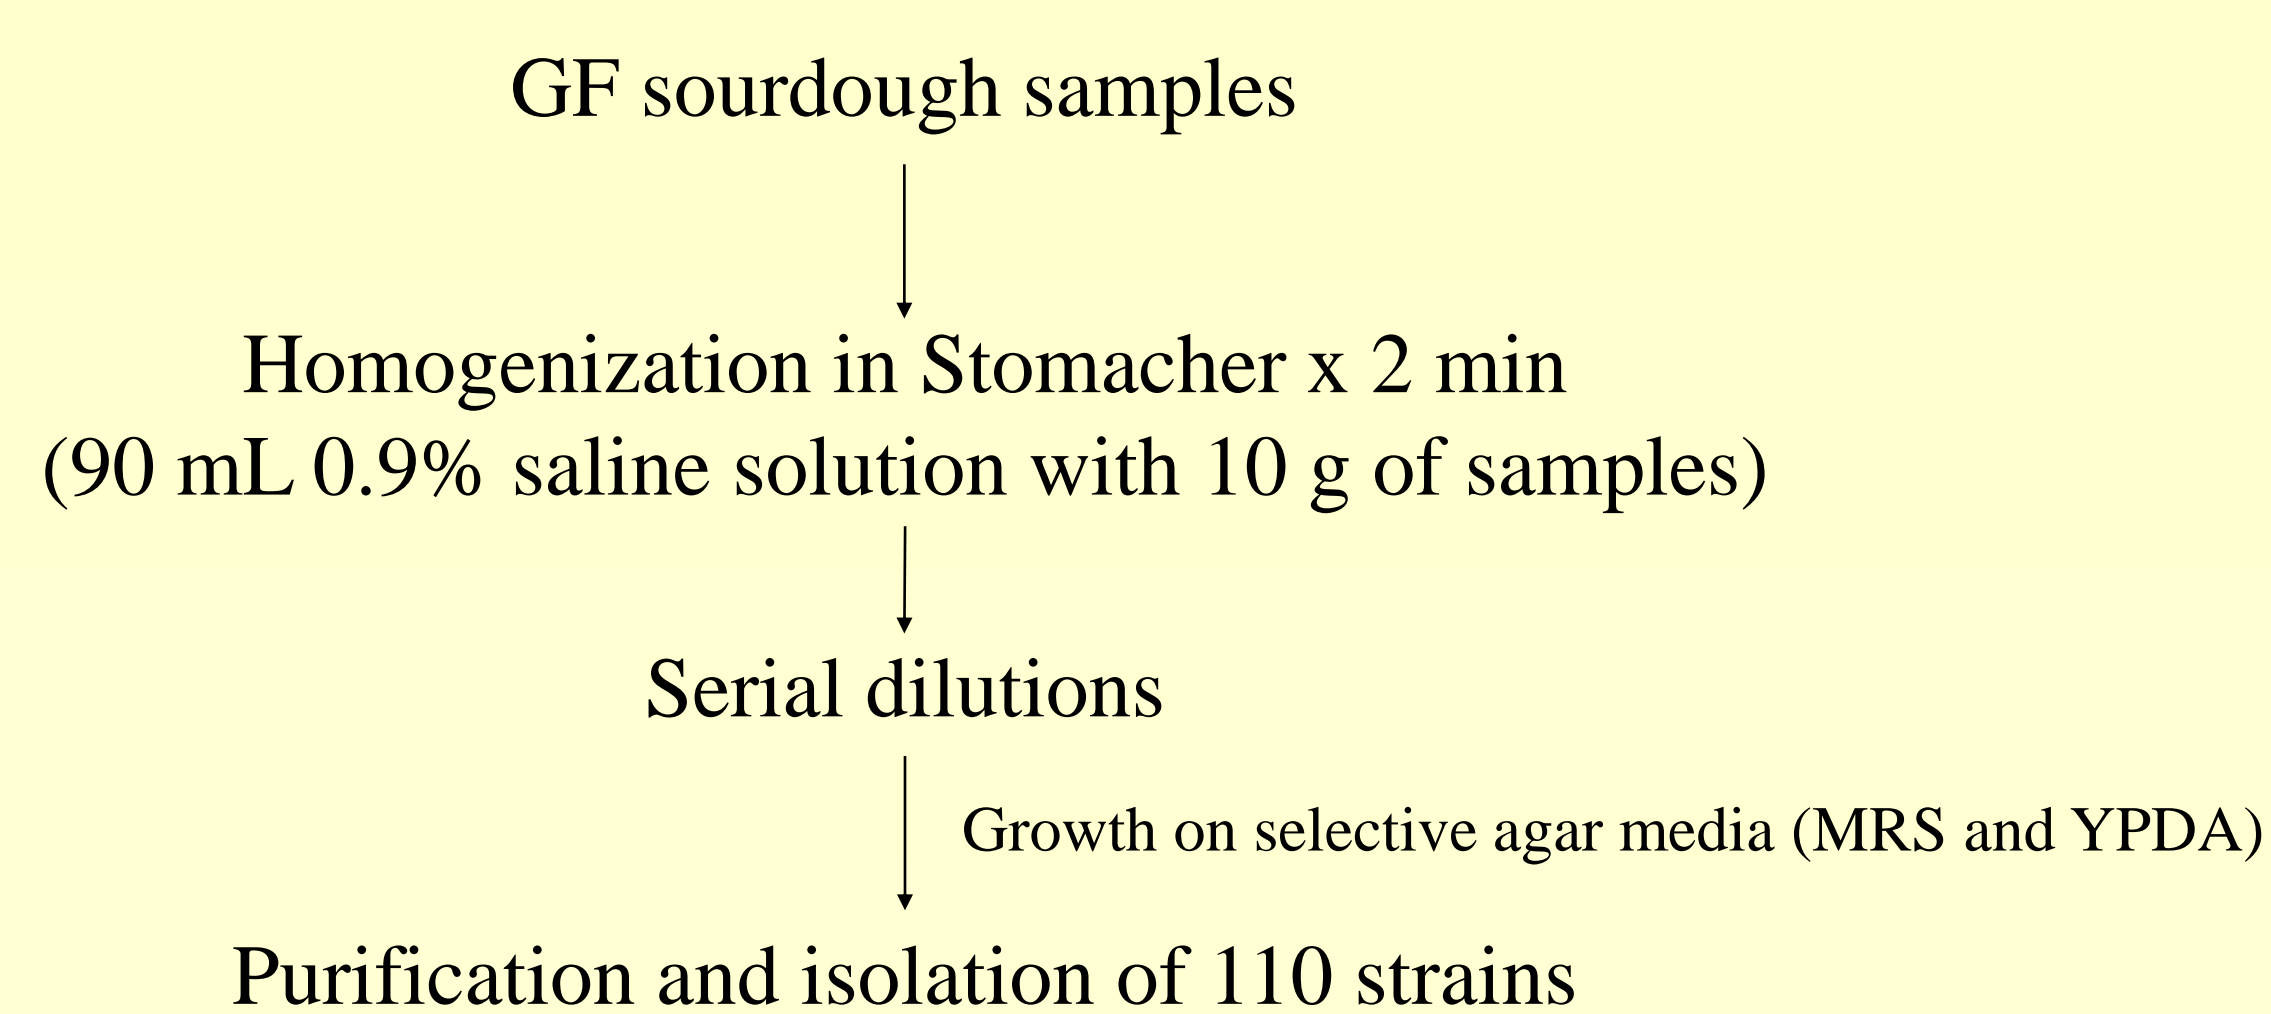 GF sourdough samples
Homogenization in Stomacher x 2 min
(90 mL 0.9% saline solution with 10 g of samples)
Serial dilutions
Growth on selective agar media (MRS and YPDA)
Purification and isolation of 110 strains